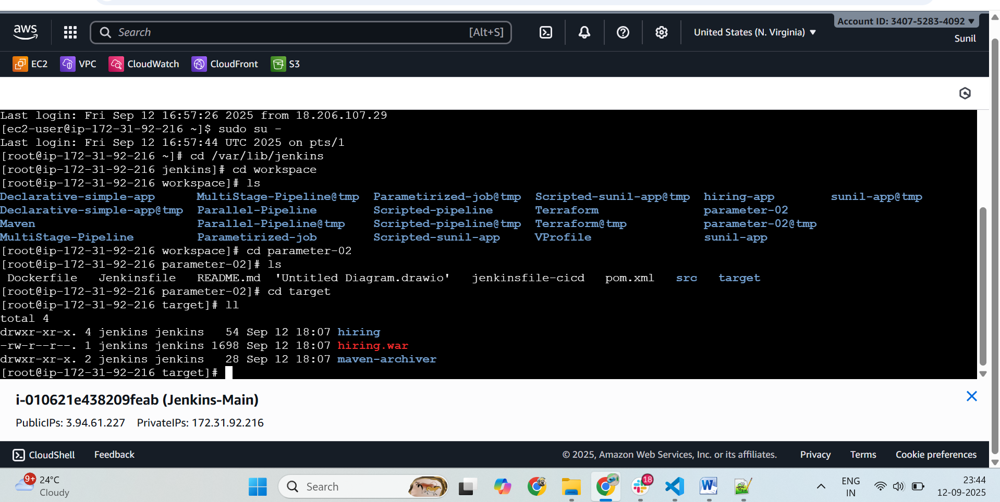 aws
Search [Alt+S]
United States (N. Virginia) ▼
Account ID: 3407-5283-4092 ▼
Sunil
EC2 VPC CloudWatch CloudFront S3
Last login: Fri Sep 12 16:57:26 2025 from 18.206.107.29
[ec2-user@ip-172-31-92-216 ~]$ sudo su -
Last login: Fri Sep 12 16:57:44 UTC 2025 on pts/1
[root@ip-172-31-92-216 ~]# cd /var/lib/jenkins
[root@ip-172-31-92-216 jenkins]# cd workspace
[root@ip-172-31-92-216 workspace]# ls
Declarative-simple-app MultiStage-Pipeline@tmp Parametirized-job@tmp Scripted-sunil-app@tmp hiring-app sunil-app@tmp
Declarative-simple-app@tmp Parallel-Pipeline Scripted-pipeline Terraform parameter-02
Maven Parallel-Pipeline@tmp Scripted-pipeline@tmp Terraform@tmp parameter-02@tmp
MultiStage-Pipeline Parametirized-job Scripted-sunil-app VProfile sunil-app
[root@ip-172-31-92-216 workspace]# cd parameter-02
[root@ip-172-31-92-216 parameter-02]# ls
Dockerfile Jenkinsfile README.md 'Untitled Diagram.drawio' jenkinsfile-cicd pom.xml src target
[root@ip-172-31-92-216 parameter-02]# cd target
[root@ip-172-31-92-216 target]# ll
total 4
drwxr-xr-x. 4 jenkins jenkins 54 Sep 12 18:07 hiring
-rw-r--r--. 1 jenkins jenkins 1698 Sep 12 18:07 hiring.war
drwxr-xr-x. 2 jenkins jenkins 28 Sep 12 18:07 maven-archiver
[root@ip-172-31-92-216 target]#
i-010621e438209feab (Jenkins-Main)
PublicIPs: 3.94.61.227 PrivateIPs: 172.31.92.216
CloudShell Feedback © 2025, Amazon Web Services, Inc. or its affiliates. Privacy Terms Cookie preferences
9+ 24°C
Cloudy
Search
18
ENG
IN
23:44
12-09-2025